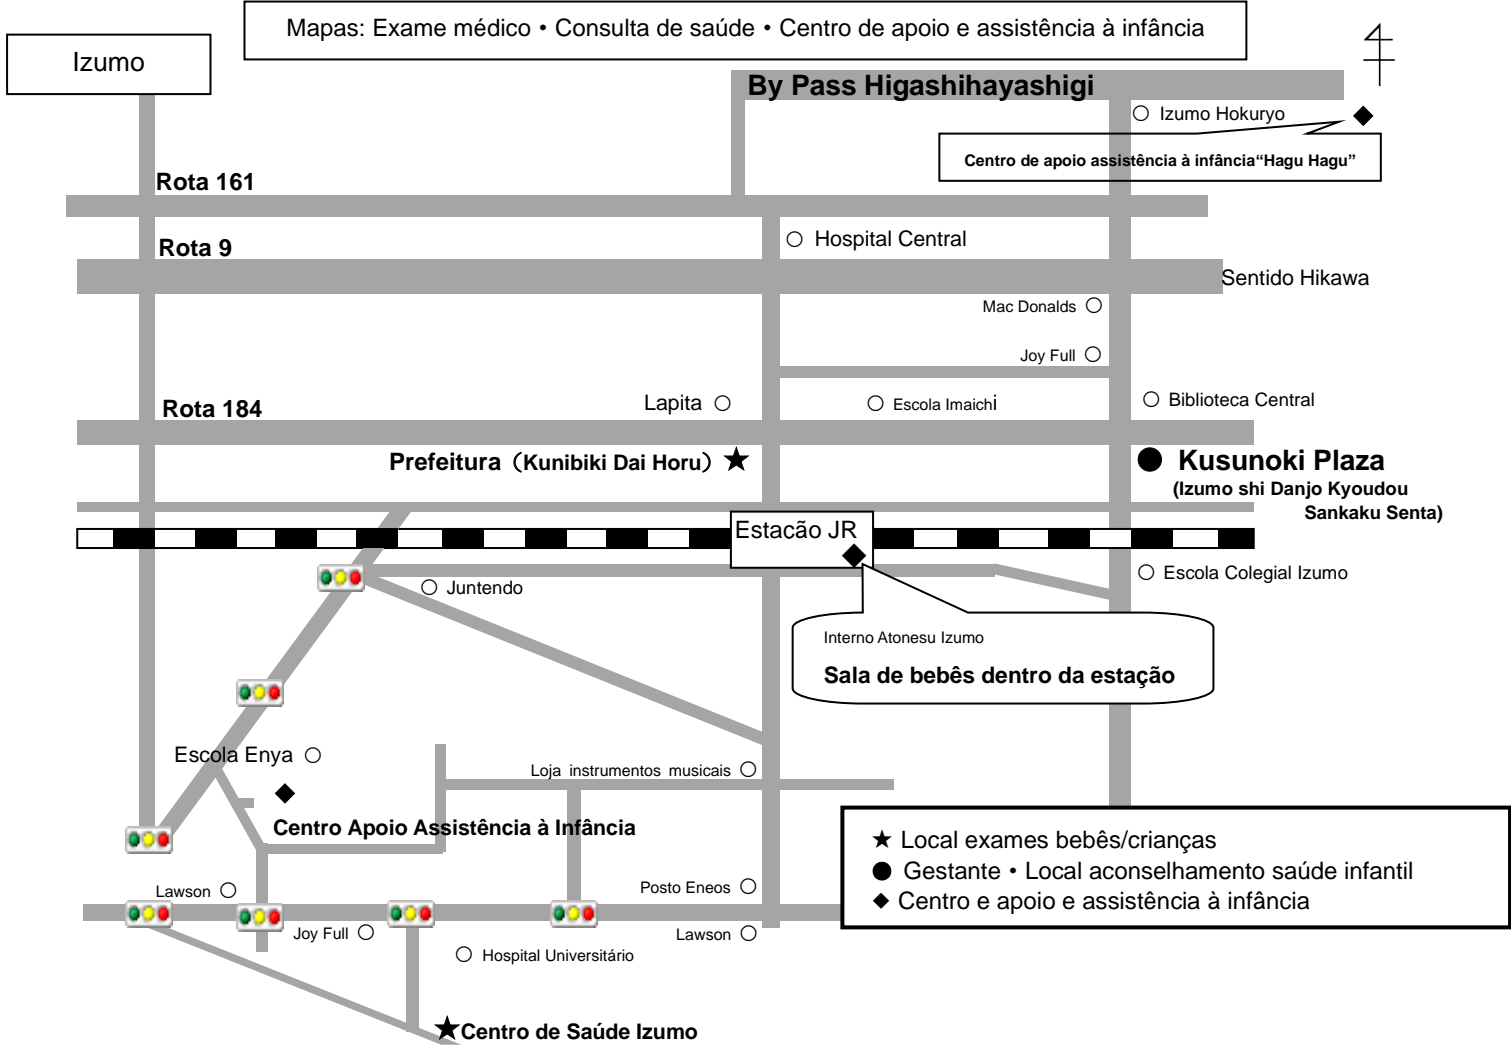 Mapas: Exame médico・Consulta de saúde・Centro de apoio e assistência à infância
Izumo
By Pass Higashihayashigi
Izumo Hokuryo
Centro de apoio assistência à infância“Hagu Hagu”
Rota 161
Rota 9
Hospital Central
Sentido Hikawa
Mac Donalds
Joy Full
Rota 184
Lapita
Escola Imaichi
Biblioteca Central
Prefeitura（Kunibiki Dai Horu）
Kusunoki Plaza
(Izumo shi Danjo Kyoudou
Sankaku Senta)
Estacão JR
Juntendo
Escola Colegial Izumo
Interno Atonesu Izumo
Sala de bebês dentro da estação
Escola Enya
Loja instrumentos musicais
Centro Apoio Assistência à Infância
★ Local exames bebês/crianças
● Gestante・Local aconselhamento saúde infantil
◆ Centro e apoio e assistência à infância
Lawson
Posto Eneos
Joy Full
Lawson
Hospital Universitário
★Centro de Saúde Izumo